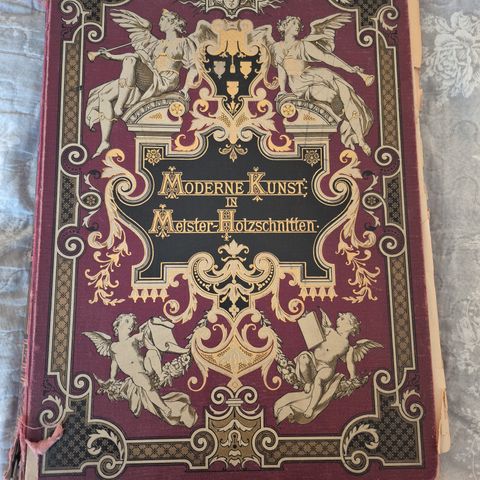 MODERNE KUNST
IN
MEISTER-HOLZSCHNITTEN.